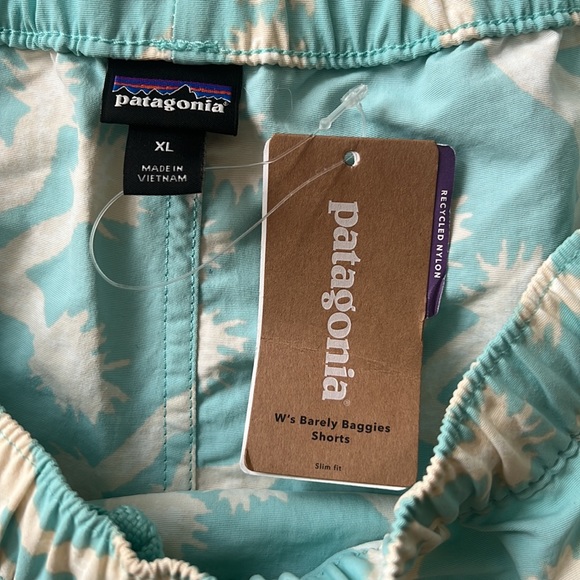 patagonia®
XL
MADE IN
VIETNAM
patagonia®
W's Barely Baggies
Shorts
Slim fit
RECYCLED NYLON